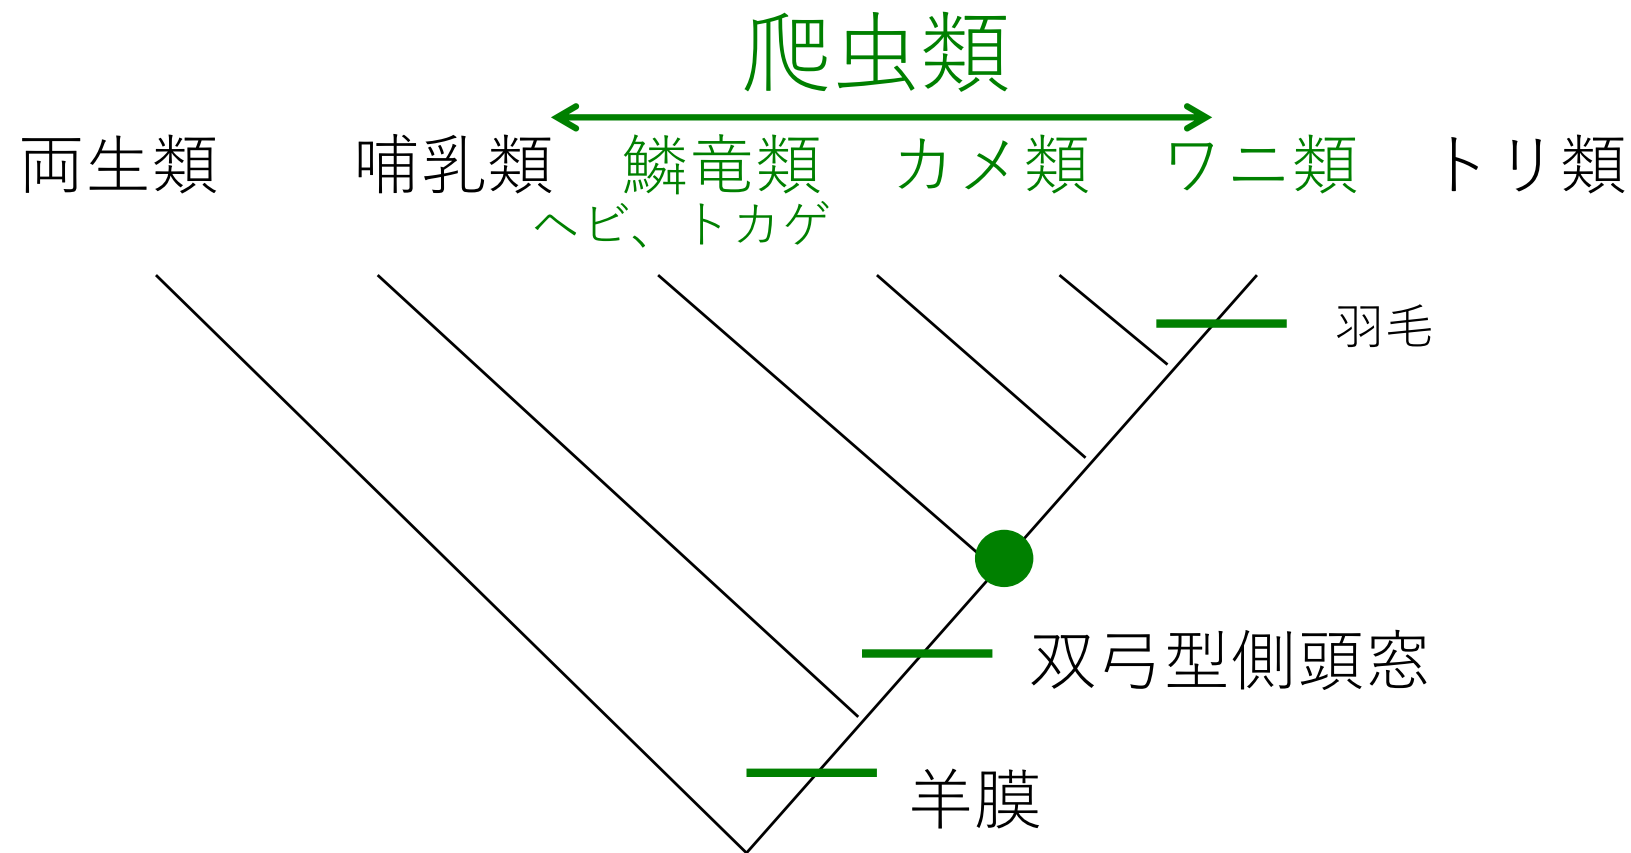 爬虫類
両生類 哺乳類 鱗竜類 カメ類 ワニ類 トリ類
ヘビ、トカゲ
羽毛
双弓型側頭窓
羊膜